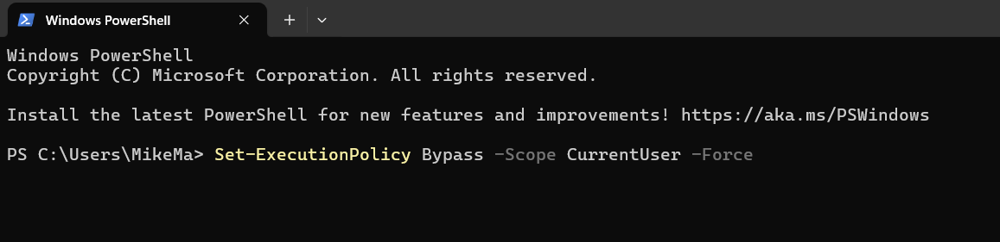 Windows PowerShell
Windows PowerShell
Copyright (C) Microsoft Corporation. All rights reserved.
Install the latest PowerShell for new features and improvements! https://aka.ms/PSWindows
PS C:\Users\MikeMa> Set-ExecutionPolicy Bypass -Scope CurrentUser -Force